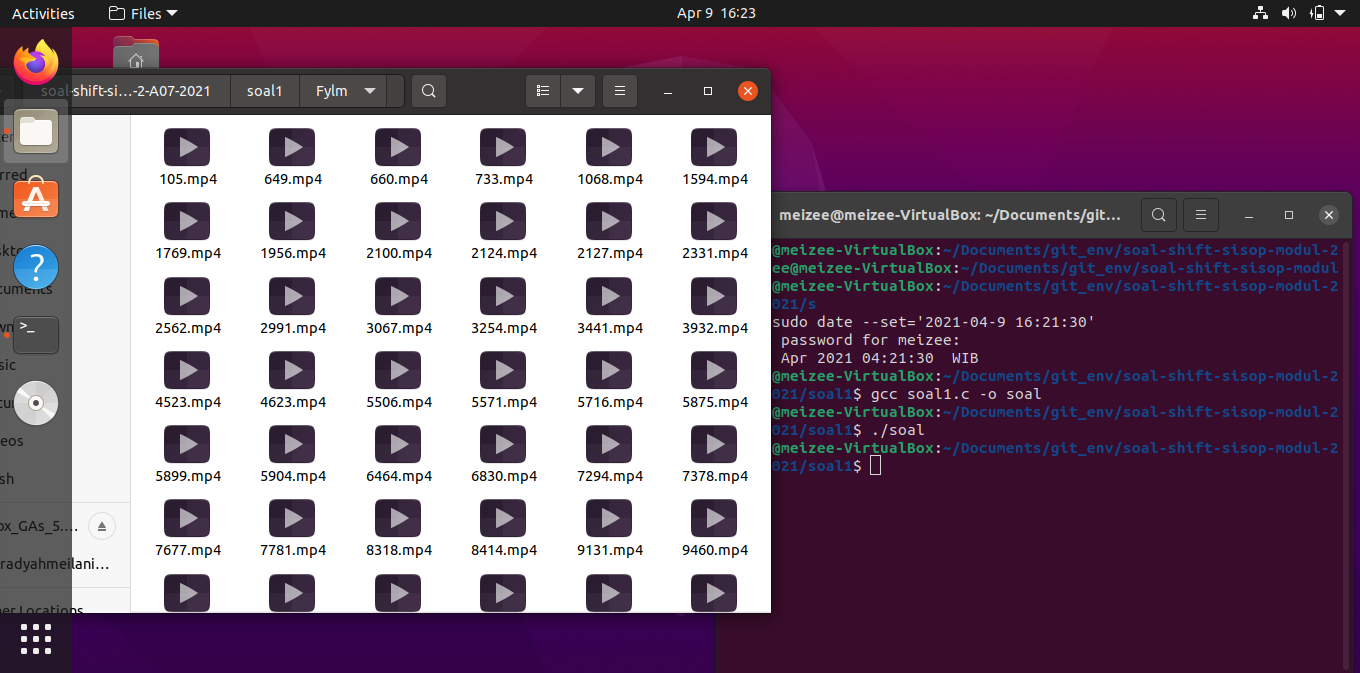 Activities Files Apr 9 16:23
soal-shift-si…-2-A07-2021 soal1 Fylm
105.mp4 649.mp4 660.mp4 733.mp4 1068.mp4 1594.mp4
1769.mp4 1956.mp4 2100.mp4 2124.mp4 2127.mp4 2331.mp4
2562.mp4 2991.mp4 3067.mp4 3254.mp4 3441.mp4 3932.mp4
4523.mp4 4623.mp4 5506.mp4 5571.mp4 5716.mp4 5875.mp4
5899.mp4 5904.mp4 6464.mp4 6830.mp4 7294.mp4 7378.mp4
7677.mp4 7781.mp4 8318.mp4 8414.mp4 9131.mp4 9460.mp4
rred
cuments
sic
eos
sh
ox_GAs_5.…
radyahmeilani…
er Locations
meizee@meizee-VirtualBox: ~/Documents/git…
@meizee-VirtualBox:~/Documents/git_env/soal-shift-sisop-modul-2
ee@meizee-VirtualBox:~/Documents/git_env/soal-shift-sisop-modul
@meizee-VirtualBox:~/Documents/git_env/soal-shift-sisop-modul-2
021/s
sudo date --set='2021-04-9 16:21:30'
password for meizee:
Apr 2021 04:21:30 WIB
@meizee-VirtualBox:~/Documents/git_env/soal-shift-sisop-modul-2
021/soal1$ gcc soal1.c -o soal
@meizee-VirtualBox:~/Documents/git_env/soal-shift-sisop-modul-2
021/soal1$ ./soal
@meizee-VirtualBox:~/Documents/git_env/soal-shift-sisop-modul-2
021/soal1$